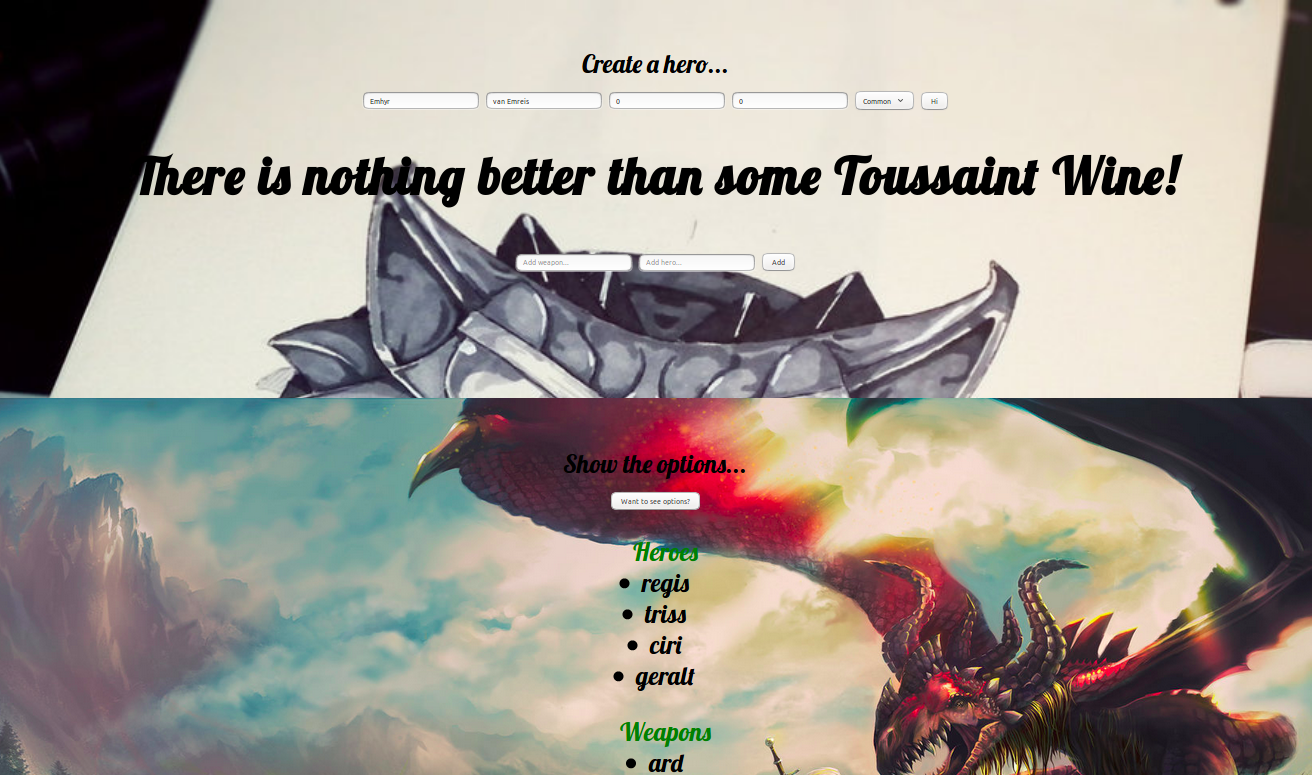 Create a hero...
Emhyr van Emreis 0 0 Common Hi
There is nothing better than some Toussaint Wine!
Add weapon... Add hero... Add
Show the options...
Want to see options?
Heroes
regis
triss
ciri
geralt
Weapons
ard